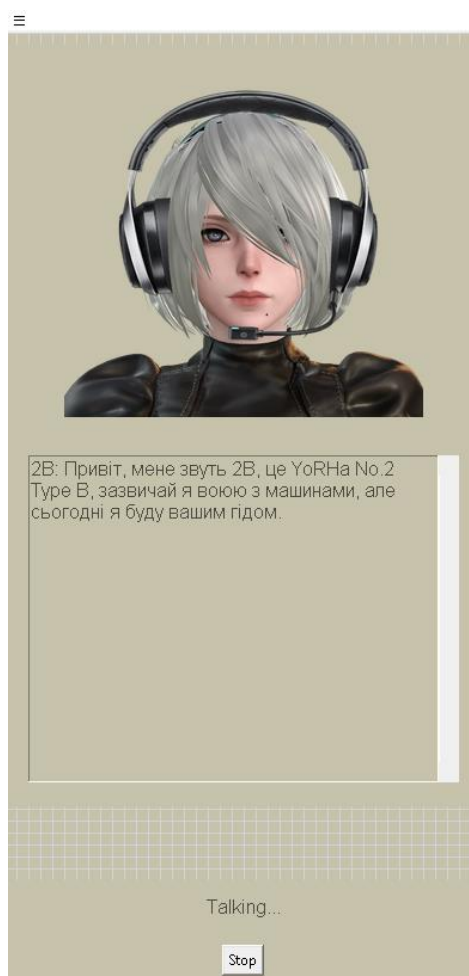 2B: Привіт, мене звуть 2B, це YoRHa No.2
Type B, зазвичай я воюю з машинами, але
сьогодні я буду вашим гідом.
Talking...
Stop